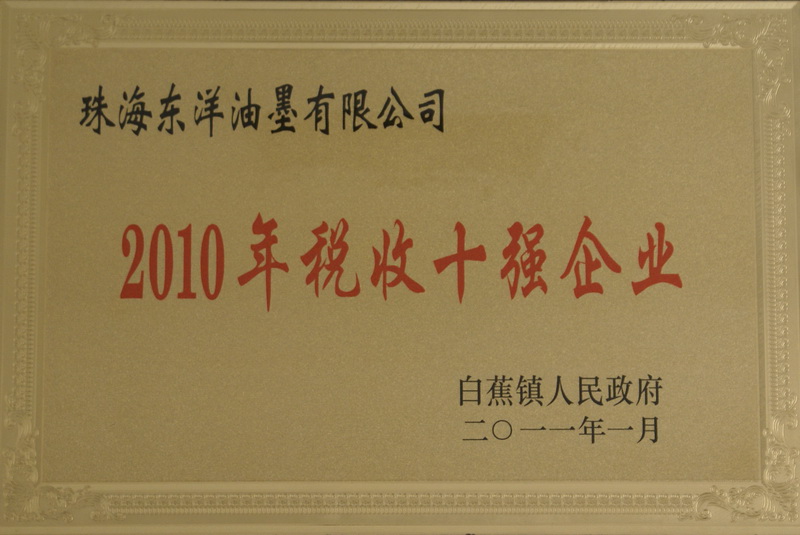 珠海东洋油墨有限公司
2010年税收十强企业
白蕉镇人民政府
二〇一一年一月